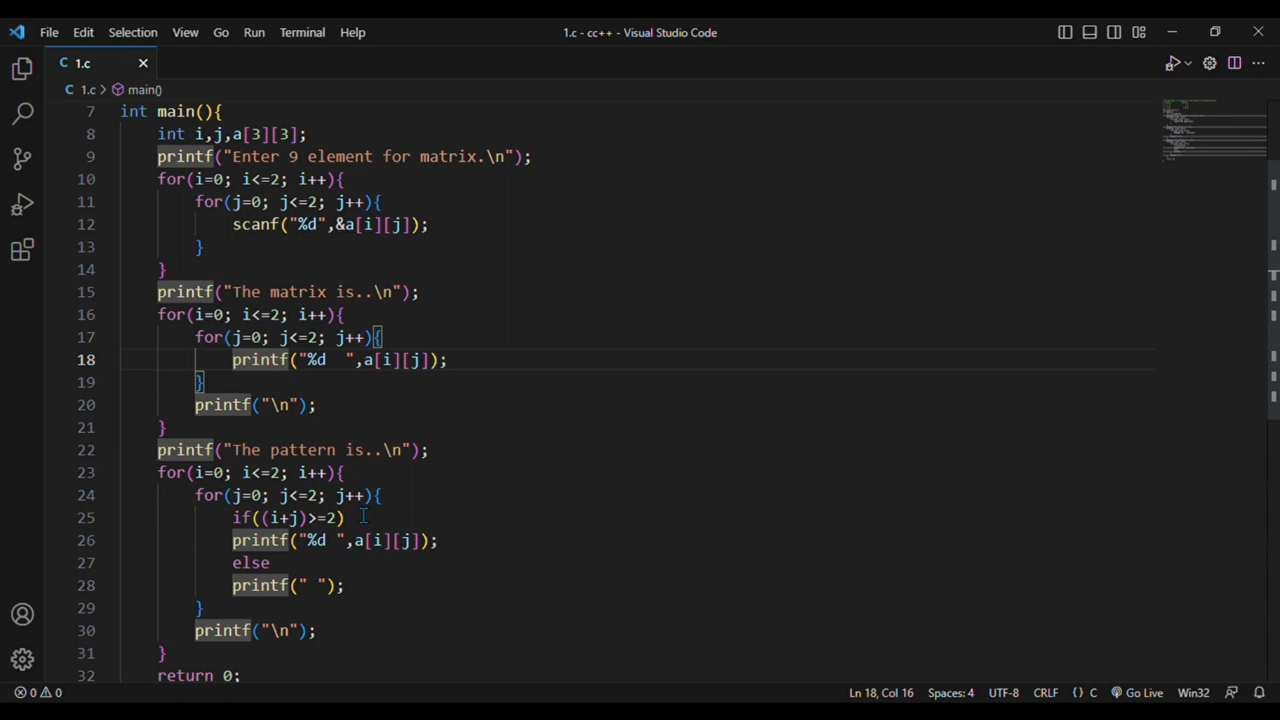 File Edit Selection View Go Run Terminal Help 1.c - cc++ - Visual Studio Code
C 1.c
C 1.c > main()
7 int main(){
8 int i,j,a[3][3];
9 printf("Enter 9 element for matrix.\n");
10 for(i=0; i<=2; i++){
11 for(j=0; j<=2; j++){
12 scanf("%d",&a[i][j]);
13 }
14 }
15 printf("The matrix is..\n");
16 for(i=0; i<=2; i++){
17 for(j=0; j<=2; j++){
18 printf("%d  ",a[i][j]);
19 }
20 printf("\n");
21 }
22 printf("The pattern is..\n");
23 for(i=0; i<=2; i++){
24 for(j=0; j<=2; j++){
25 if((i+j)>=2)
26 printf("%d ",a[i][j]);
27 else
28 printf(" ");
29 }
30 printf("\n");
31 }
32 return 0;
0 0 Ln 18, Col 16 Spaces: 4 UTF-8 CRLF {} C Go Live Win32